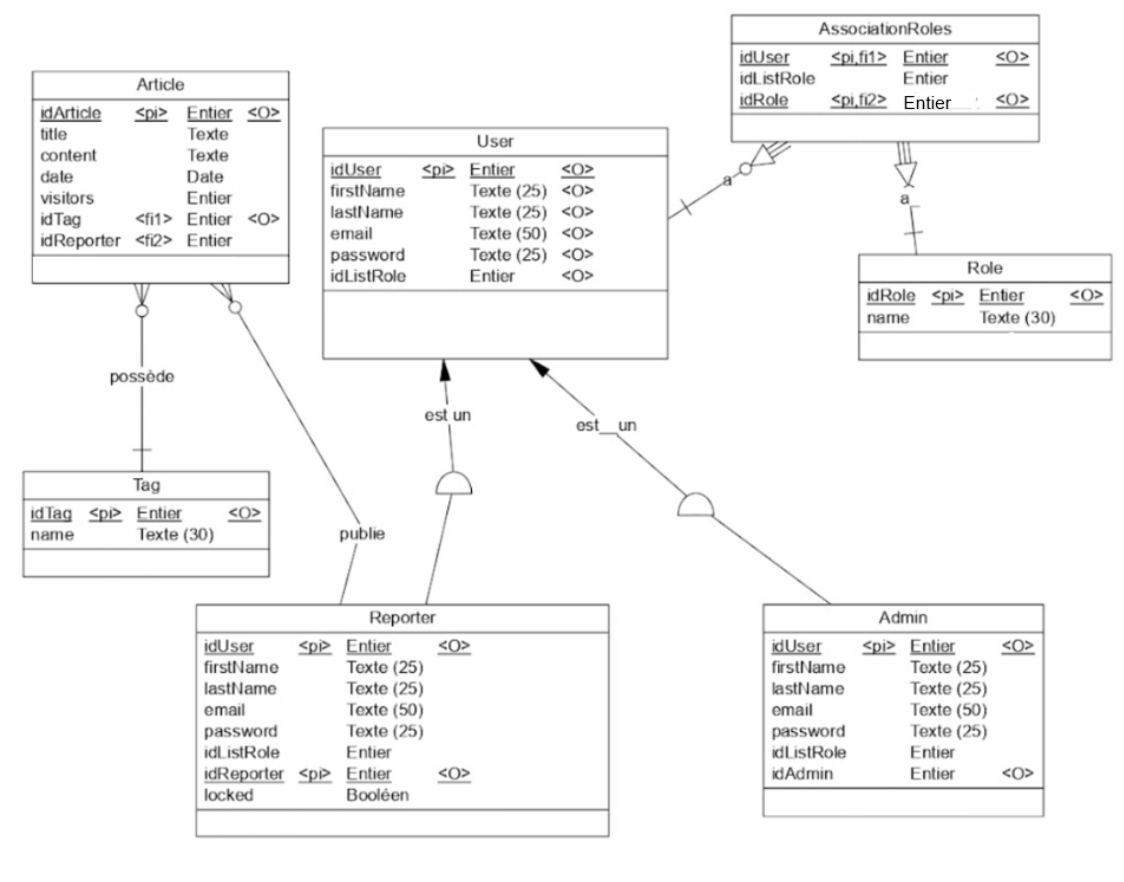 AssociationRoles
idUser <pi,fi1> Entier <O>
idListRole Entier
idRole <pi,fi2> Entier <O>
Article
idArticle <pi> Entier <O>
title Texte
content Texte
date Date
visitors Entier
idTag <fi1> Entier <O>
idReporter <fi2> Entier
User
idUser <pi> Entier <O>
firstName Texte (25) <O>
lastName Texte (25) <O>
email Texte (50) <O>
password Texte (25) <O>
idListRole Entier <O>
a
a_
Role
idRole <pi> Entier <O>
name Texte (30)
possède
est un
est__un
Tag
idTag <pi> Entier <O>
name Texte (30)
publie
Reporter
idUser <pi> Entier <O>
firstName Texte (25)
lastName Texte (25)
email Texte (50)
password Texte (25)
idListRole Entier
idReporter <pi> Entier <O>
locked Booléen
Admin
idUser <pi> Entier <O>
firstName Texte (25)
lastName Texte (25)
email Texte (50)
password Texte (25)
idListRole Entier
idAdmin Entier <O>